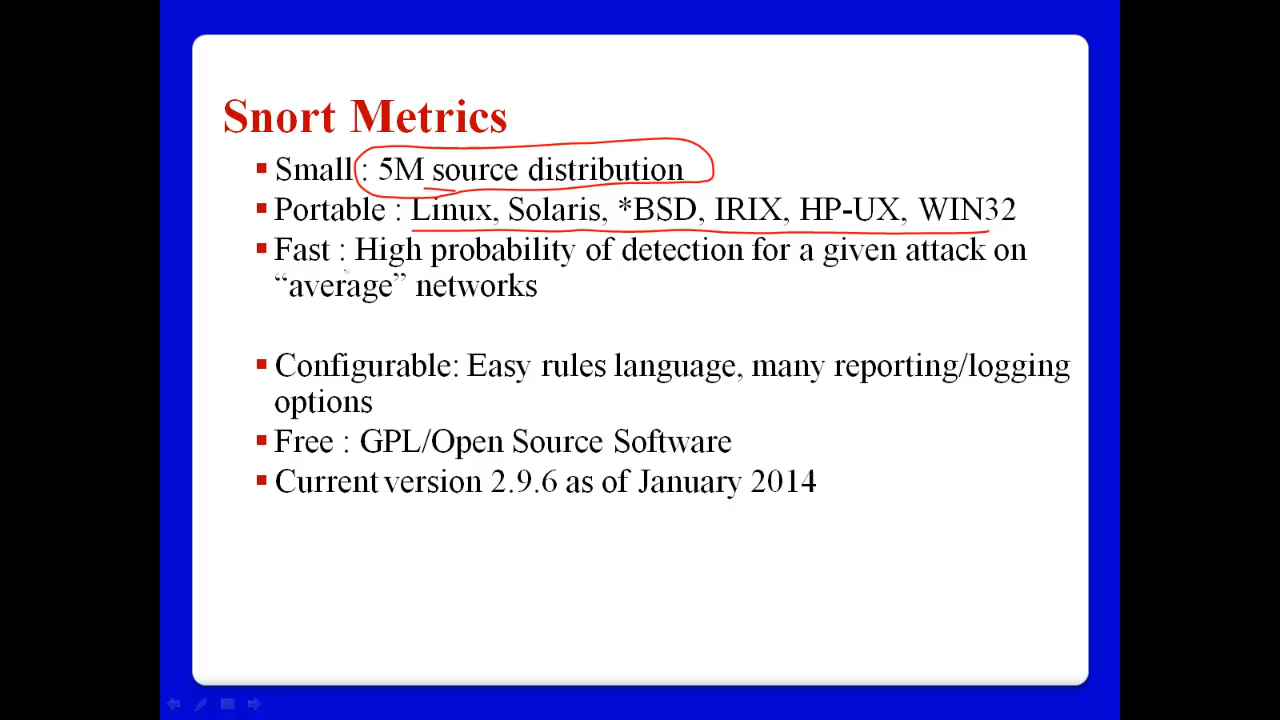 Snort Metrics
Small : 5M source distribution
Portable : Linux, Solaris, *BSD, IRIX, HP-UX, WIN32
Fast : High probability of detection for a given attack on
“average” networks
Configurable: Easy rules language, many reporting/logging
options
Free : GPL/Open Source Software
Current version 2.9.6 as of January 2014